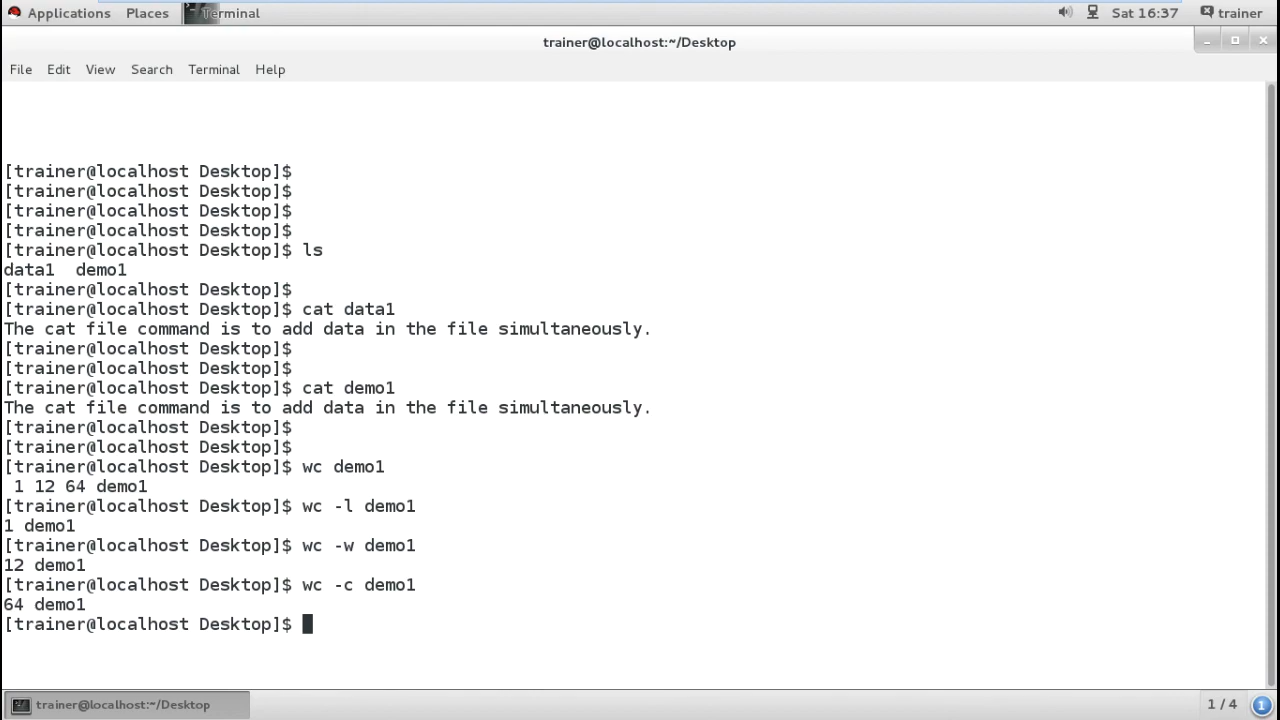 Applications Places Terminal Sat 16:37 trainer
trainer@localhost:~/Desktop
File Edit View Search Terminal Help
[trainer@localhost Desktop]$
[trainer@localhost Desktop]$
[trainer@localhost Desktop]$
[trainer@localhost Desktop]$
[trainer@localhost Desktop]$ ls
data1  demo1
[trainer@localhost Desktop]$
[trainer@localhost Desktop]$ cat data1
The cat file command is to add data in the file simultaneously.
[trainer@localhost Desktop]$
[trainer@localhost Desktop]$
[trainer@localhost Desktop]$ cat demo1
The cat file command is to add data in the file simultaneously.
[trainer@localhost Desktop]$
[trainer@localhost Desktop]$
[trainer@localhost Desktop]$ wc demo1
 1 12 64 demo1
[trainer@localhost Desktop]$ wc -l demo1
1 demo1
[trainer@localhost Desktop]$ wc -w demo1
12 demo1
[trainer@localhost Desktop]$ wc -c demo1
64 demo1
[trainer@localhost Desktop]$
trainer@localhost:~/Desktop 1 / 4 1